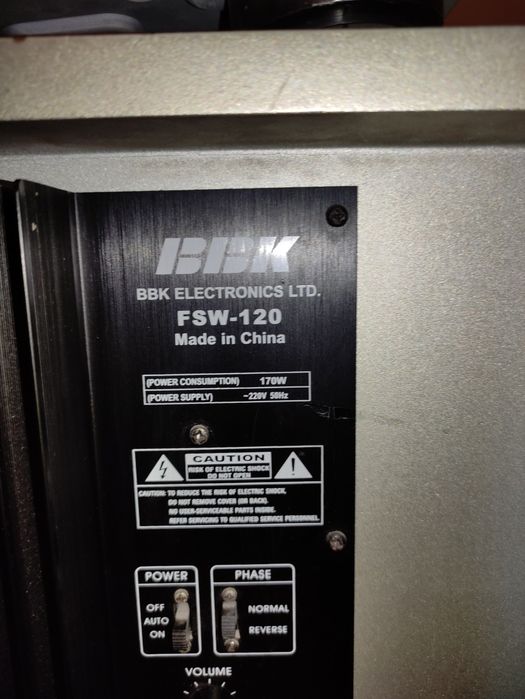 BBK
BBK ELECTRONICS LTD.
FSW-120
Made in China
(POWER CONSUMPTION) 170W
(POWER SUPPLY) ~220V 50Hz
CAUTION
RISK OF ELECTRIC SHOCK
DO NOT OPEN
CAUTION: TO REDUCE THE RISK OF ELECTRIC SHOCK,
DO NOT REMOVE COVER (OR BACK).
NO USER-SERVICEABLE PARTS INSIDE.
REFER SERVICING TO QUALIFIED SERVICE PERSONNEL.
POWER
OFF
AUTO
ON
PHASE
NORMAL
REVERSE
VOLUME